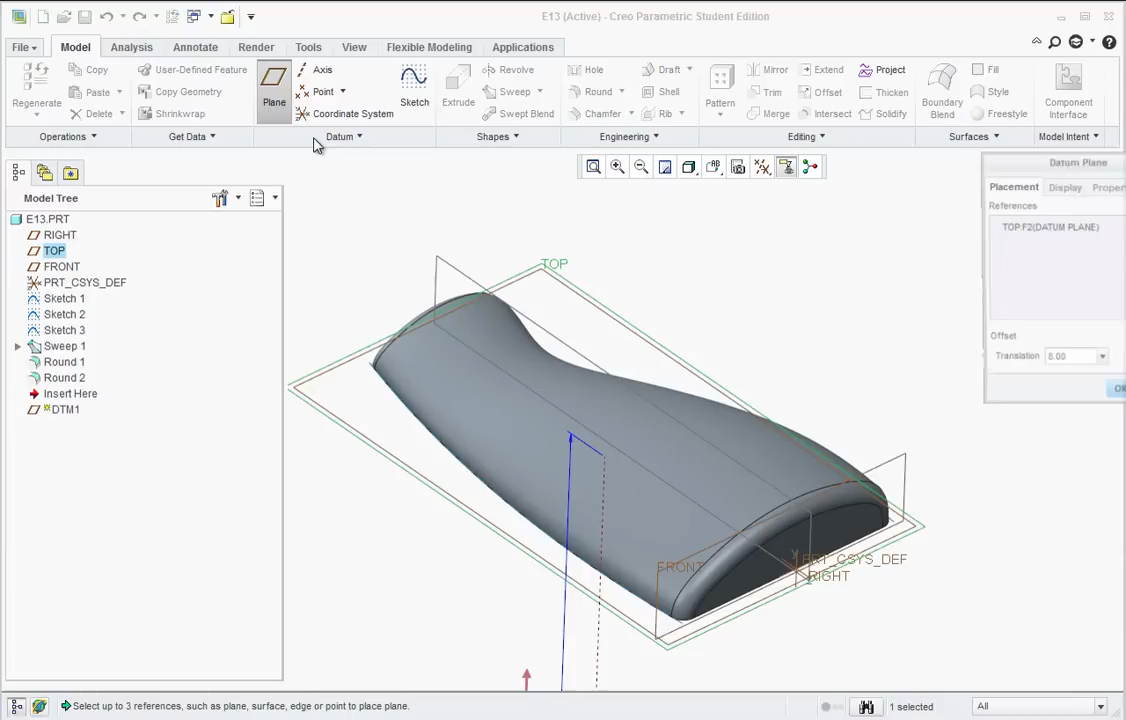 E13 (Active) - Creo Parametric Student Edition
File Model Analysis Annotate Render Tools View Flexible Modeling Applications
Regenerate Copy Paste Delete
User-Defined Feature Copy Geometry Shrinkwrap
Plane Axis Point Coordinate System Sketch
Extrude Revolve Sweep Swept Blend
Hole Round Chamfer Draft Shell Rib
Pattern Mirror Trim Merge Extend Offset Intersect Project Thicken Solidify
Boundary Blend Fill Style Freestyle
Component Interface
Operations Get Data Datum Shapes Engineering Editing Surfaces Model Intent
Model Tree
E13.PRT
RIGHT
TOP
FRONT
PRT_CSYS_DEF
Sketch 1
Sketch 2
Sketch 3
Sweep 1
Round 1
Round 2
Insert Here
DTM1
TOP
FRONT
PRT_CSYS_DEF
RIGHT
Datum Plane
Placement Display
References
TOP:F2(DATUM PLANE)
Offset
Translation 8.00
Select up to 3 references, such as plane, surface, edge or point to place plane.
1 selected
All